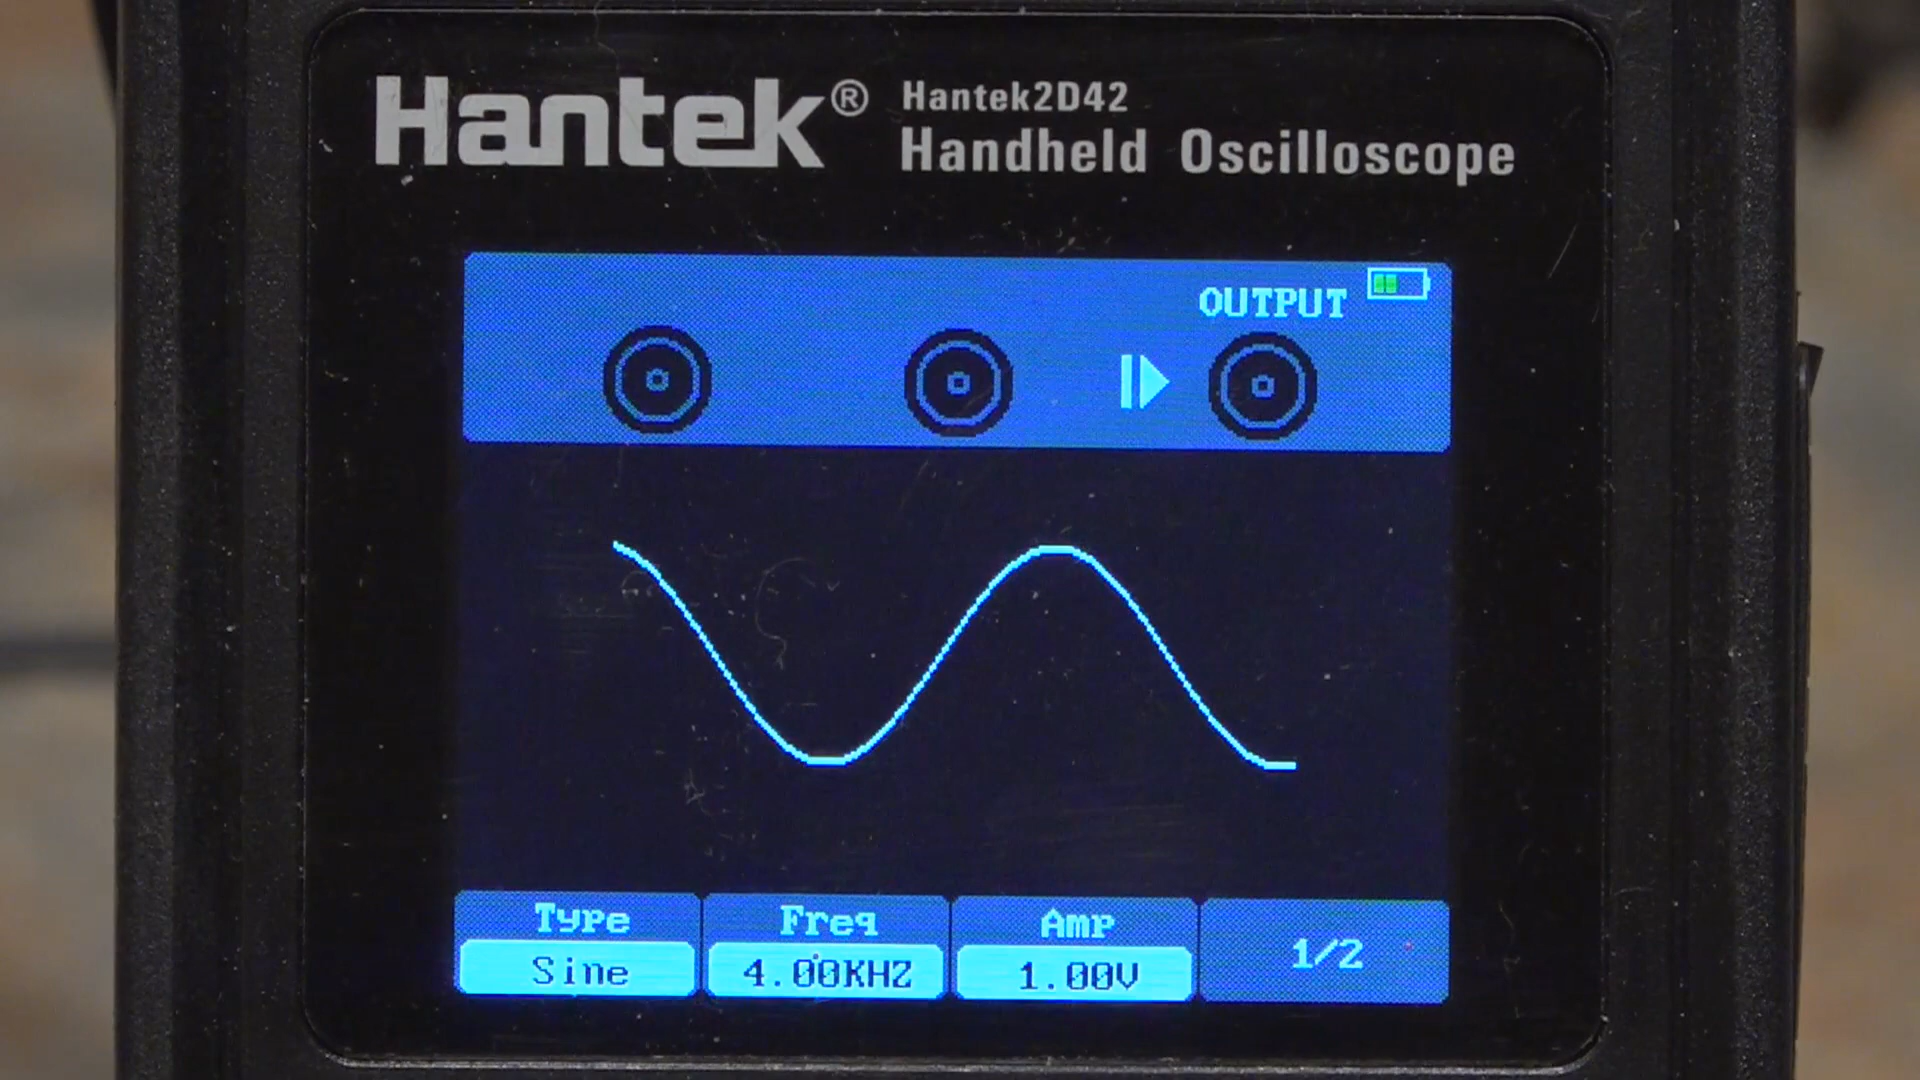 Hantek®
Hantek2D42
Handheld Oscilloscope
OUTPUT
Type
Freq
Amp
1/2
Sine
4.00KHZ
1.00V